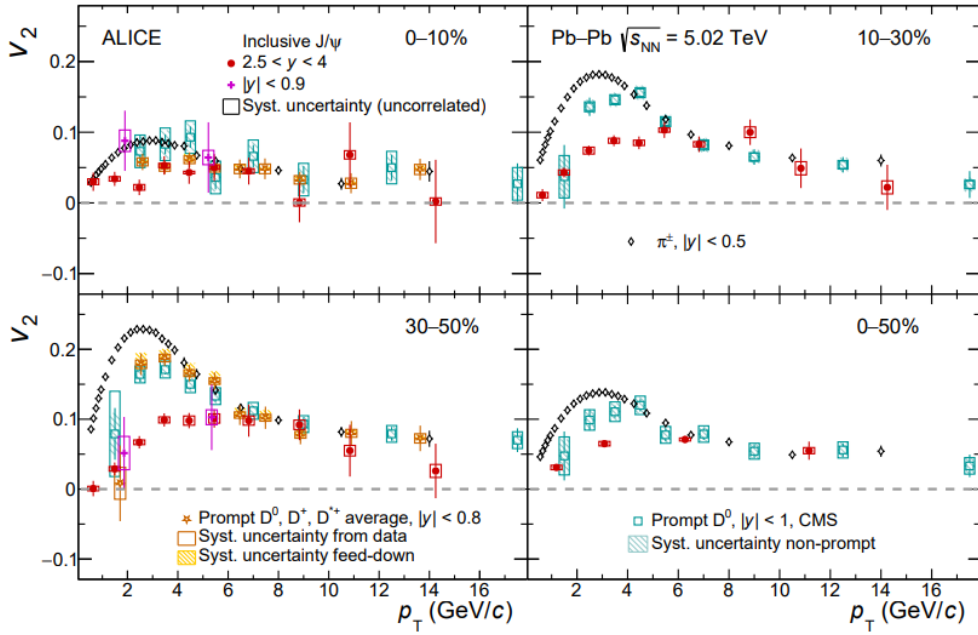 ALICE
0–10%
Inclusive J/ψ
2.5 < y < 4
|y| < 0.9
Syst. uncertainty (uncorrelated)
v₂
0.2
0.1
0
−0.1
Pb–Pb √s_NN = 5.02 TeV
10–30%
π±, |y| < 0.5
30–50%
v₂
0.2
0.1
0
−0.1
Prompt D⁰, D⁺, D*⁺ average, |y| < 0.8
Syst. uncertainty from data
Syst. uncertainty feed-down
0–50%
Prompt D⁰, |y| < 1, CMS
Syst. uncertainty non-prompt
2 4 6 8 10 12 14 16
p_T (GeV/c)
2 4 6 8 10 12 14 16
p_T (GeV/c)